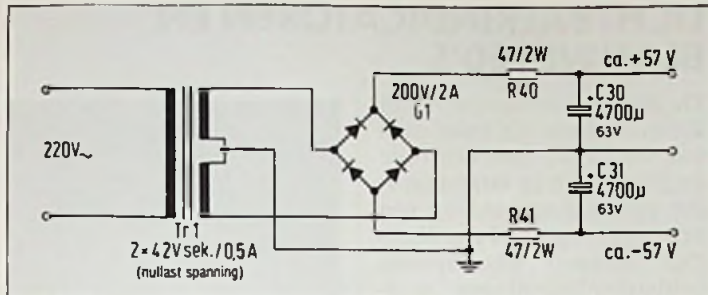 220V~
Tr1
2×42V sek./0,5A
(nullast spanning)
200V/2A
G1
47/2W
R40
ca.+57 V
C30
4700µ
63V
C31
4700µ
63V
R41
47/2W
ca.-57 V